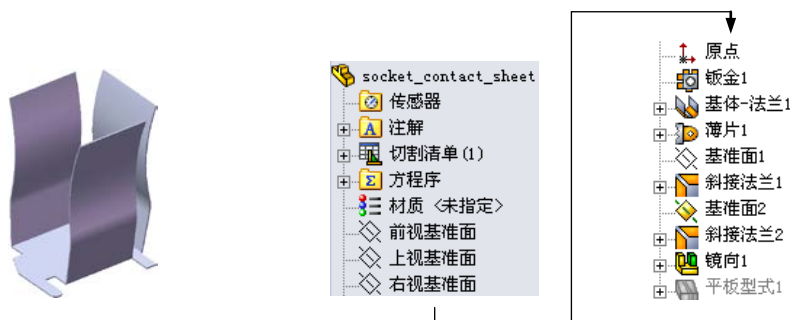 socket_contact_sheet
传感器
注解
切割清单(1)
方程序
材质 <未指定>
前视基准面
上视基准面
右视基准面
原点
钣金1
基体-法兰1
薄片1
基准面1
斜接法兰1
基准面2
斜接法兰2
镜向1
平板型式1